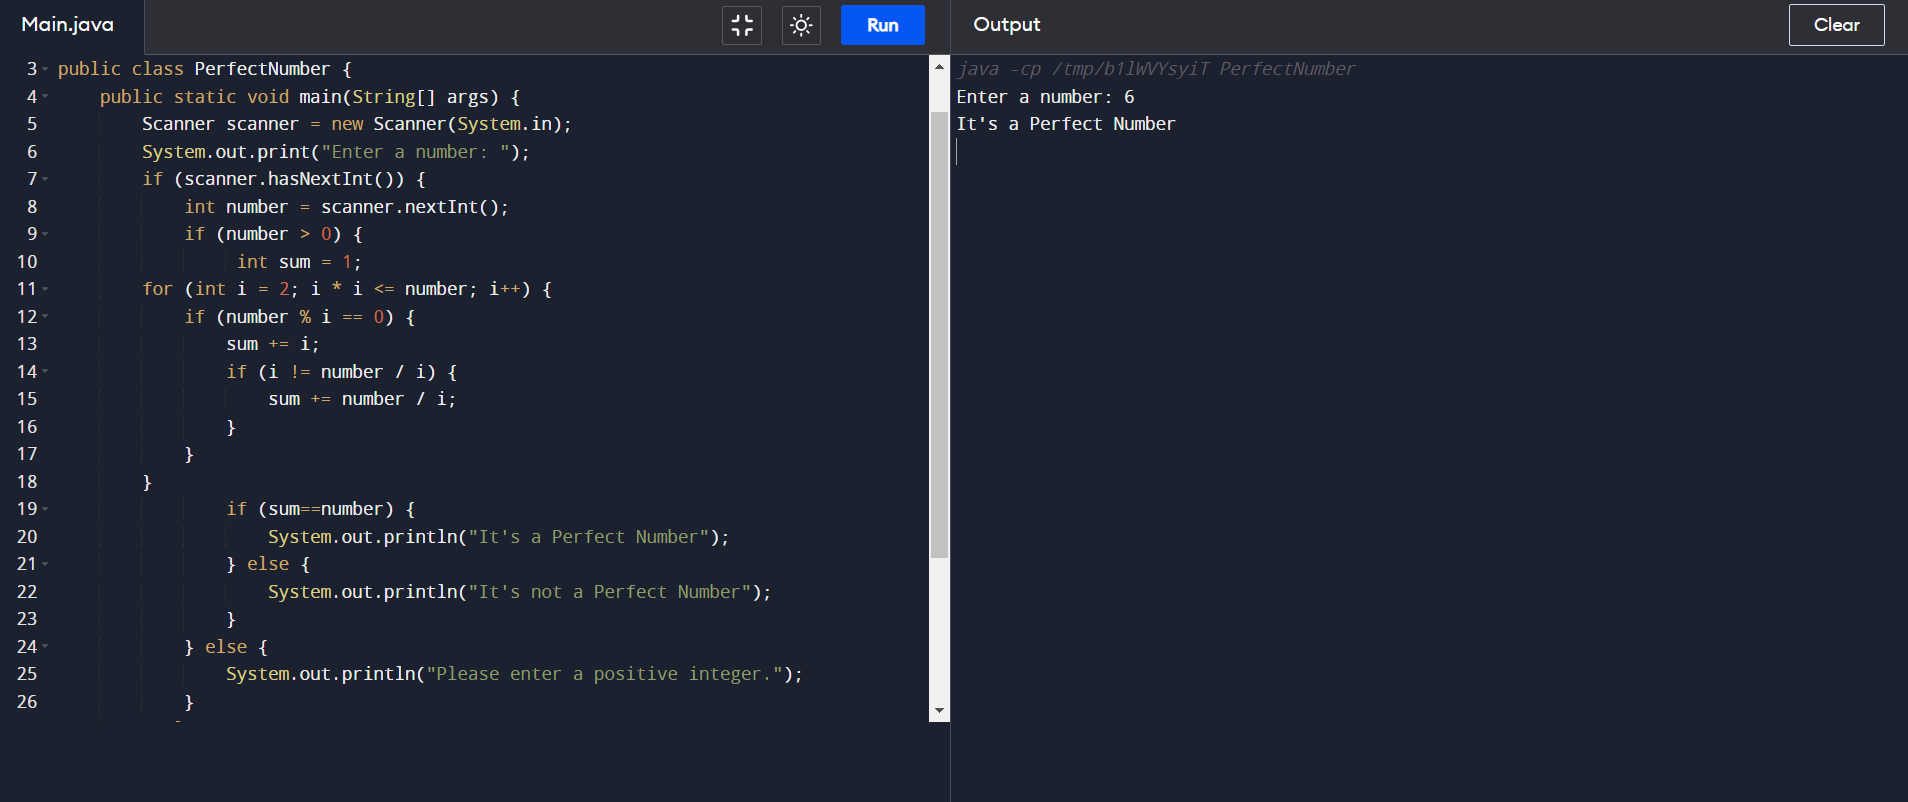 Main.java
Run
Output
Clear
3 public class PerfectNumber {
4     public static void main(String[] args) {
5         Scanner scanner = new Scanner(System.in);
6         System.out.print("Enter a number: ");
7         if (scanner.hasNextInt()) {
8             int number = scanner.nextInt();
9             if (number > 0) {
10                 int sum = 1;
11        for (int i = 2; i * i <= number; i++) {
12            if (number % i == 0) {
13                sum += i;
14                if (i != number / i) {
15                    sum += number / i;
16                }
17            }
18        }
19                if (sum==number) {
20                    System.out.println("It's a Perfect Number");
21                } else {
22                    System.out.println("It's not a Perfect Number");
23                }
24            } else {
25                System.out.println("Please enter a positive integer.");
26            }
java -cp /tmp/b1lWVYsyiT PerfectNumber
Enter a number: 6
It's a Perfect Number